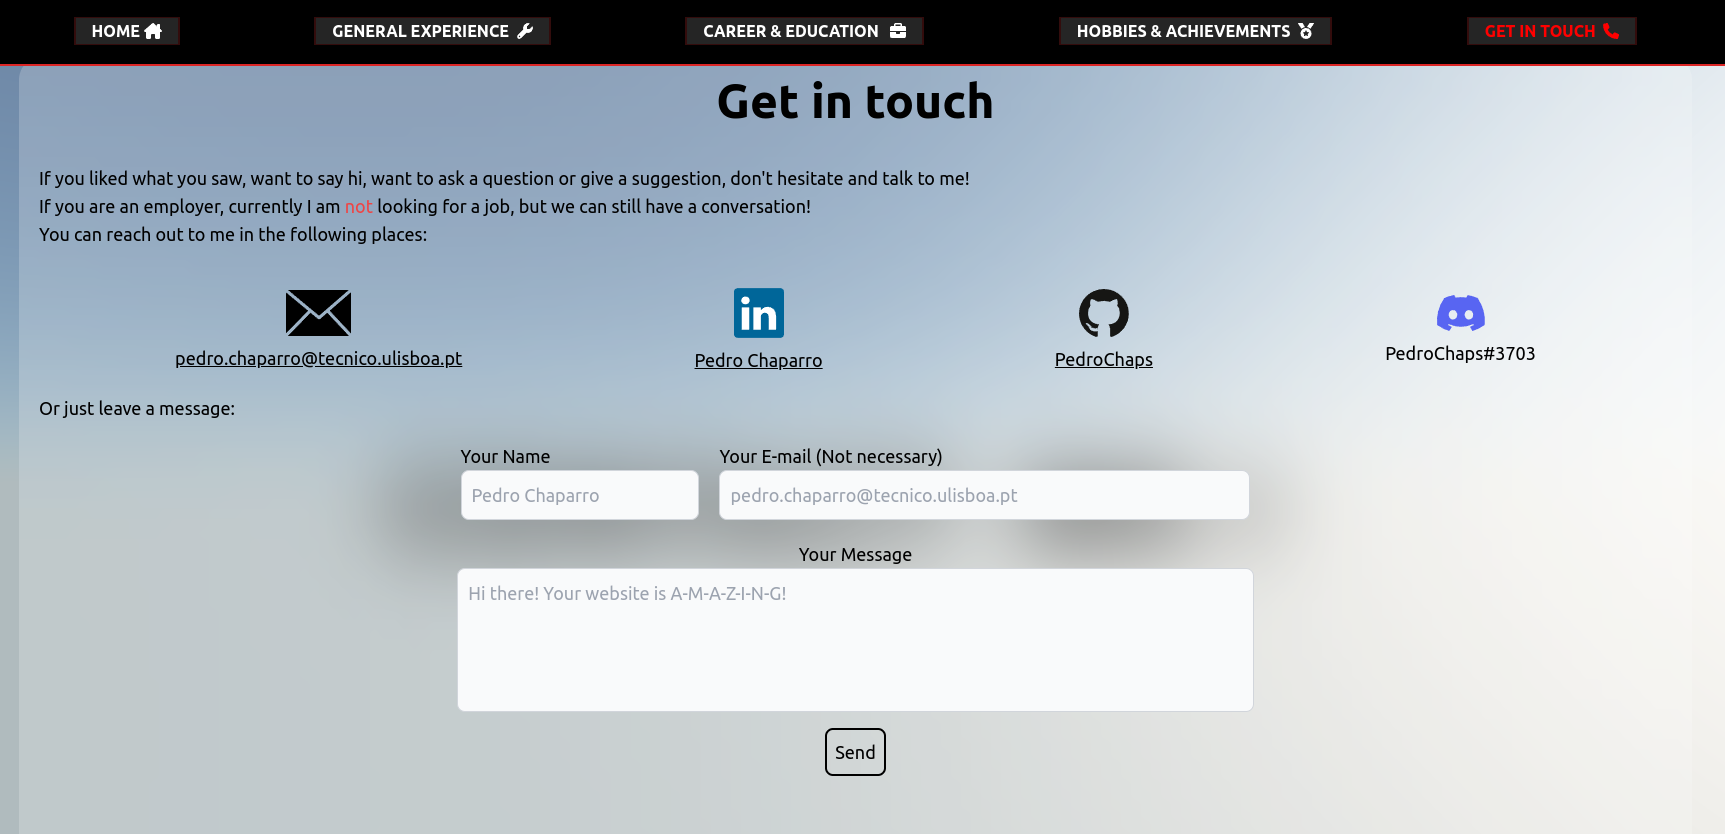 HOME
GENERAL EXPERIENCE
CAREER & EDUCATION
HOBBIES & ACHIEVEMENTS
GET IN TOUCH
Get in touch
If you liked what you saw, want to say hi, want to ask a question or give a suggestion, don't hesitate and talk to me!
If you are an employer, currently I am not looking for a job, but we can still have a conversation!
You can reach out to me in the following places:
in
pedro.chaparro@tecnico.ulisboa.pt
Pedro Chaparro
PedroChaps
PedroChaps#3703
Or just leave a message:
Your Name
Your E-mail (Not necessary)
Pedro Chaparro
pedro.chaparro@tecnico.ulisboa.pt
Your Message
Hi there! Your website is A-M-A-Z-I-N-G!
Send